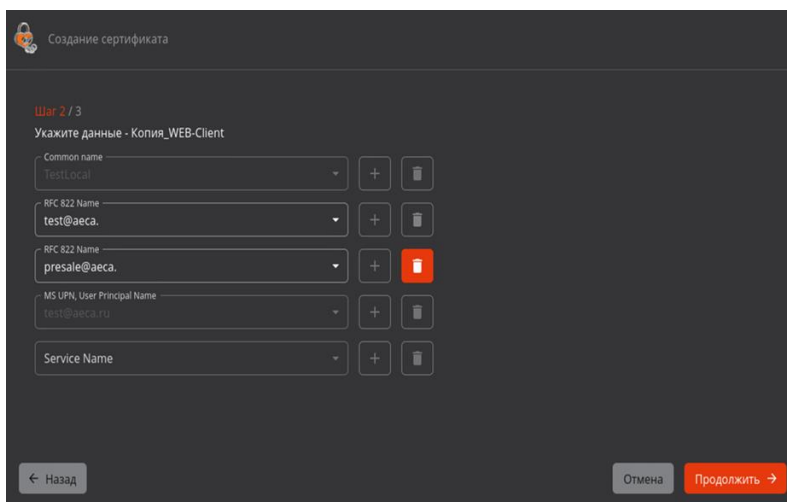 Создание сертификата
Шаг 2 / 3
Укажите данные - Копия_WEB-Client
Common name
TestLocal
RFC 822 Name
test@aeca.
RFC 822 Name
presale@aeca.
MS UPN, User Principal Name
test@aeca.ru
Service Name
← Назад
Отмена
Продолжить →